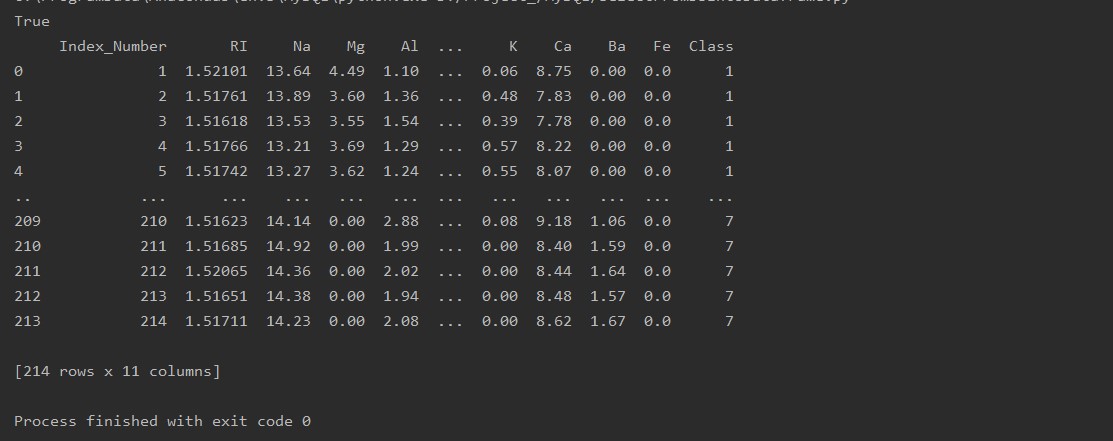 True
Index_Number RI Na Mg Al ... K Ca Ba Fe Class
0 1 1.52101 13.64 4.49 1.10 ... 0.06 8.75 0.00 0.0 1
1 2 1.51761 13.89 3.60 1.36 ... 0.48 7.83 0.00 0.0 1
2 3 1.51618 13.53 3.55 1.54 ... 0.39 7.78 0.00 0.0 1
3 4 1.51766 13.21 3.69 1.29 ... 0.57 8.22 0.00 0.0 1
4 5 1.51742 13.27 3.62 1.24 ... 0.55 8.07 0.00 0.0 1
.. ... ... ... ... ... ... ... ... ... ... ...
209 210 1.51623 14.14 0.00 2.88 ... 0.08 9.18 1.06 0.0 7
210 211 1.51685 14.92 0.00 1.99 ... 0.00 8.40 1.59 0.0 7
211 212 1.52065 14.36 0.00 2.02 ... 0.00 8.44 1.64 0.0 7
212 213 1.51651 14.38 0.00 1.94 ... 0.00 8.48 1.57 0.0 7
213 214 1.51711 14.23 0.00 2.08 ... 0.00 8.62 1.67 0.0 7
[214 rows x 11 columns]
Process finished with exit code 0